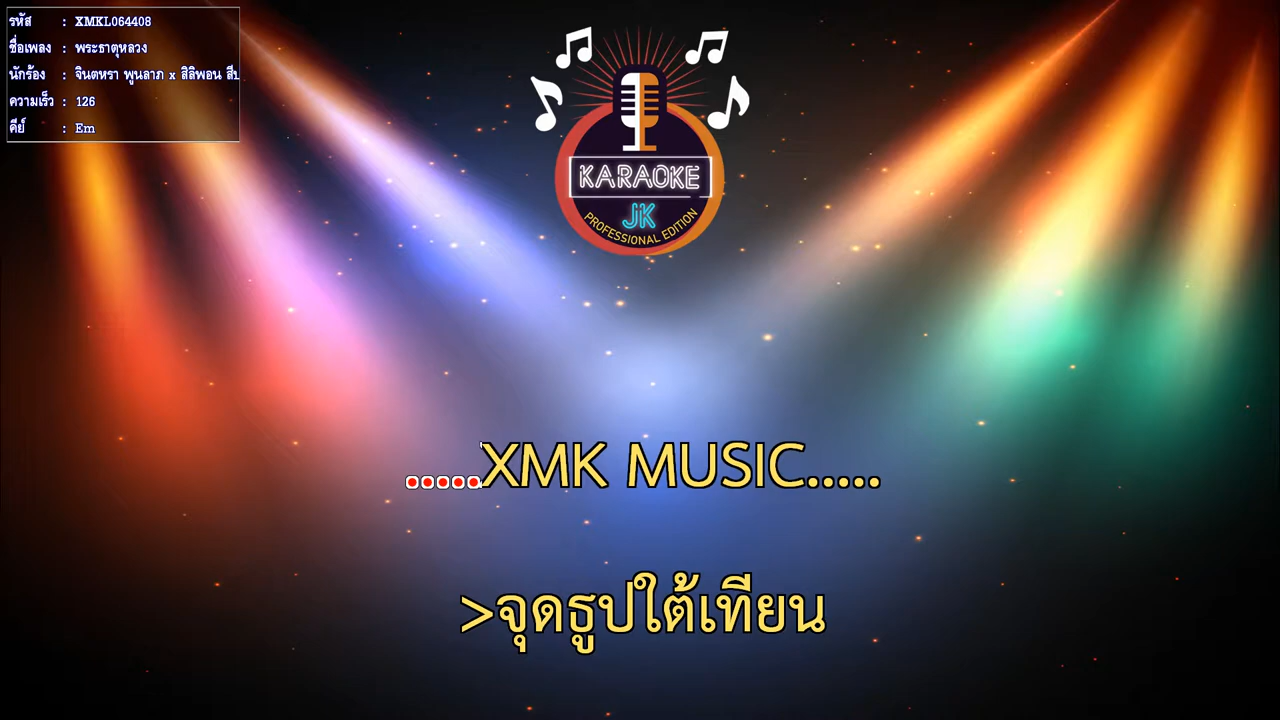 รหัส : XMKL064408
ชื่อเพลง : พระธาตุหลวง
นักร้อง : จินตหรา พูนลาภ x สิลิพอน สีป
ความเร็ว : 126
คีย์ : Em
KARAOKE
JK
PROFESSIONAL EDITION
.....XMK MUSIC.....
>จุดธูปใต้เทียน